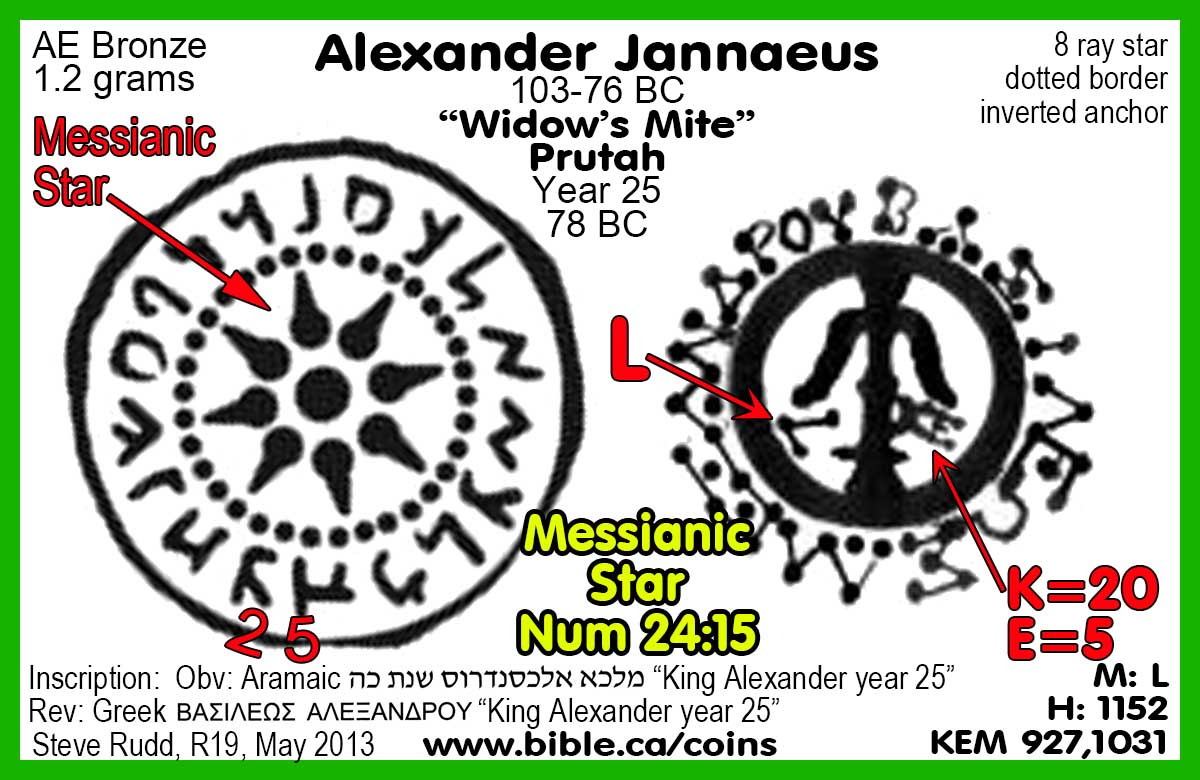 AE Bronze
1.2 grams
Alexander Jannaeus
103-76 BC
“Widow’s Mite”
Prutah
Year 25
78 BC
8 ray star
dotted border
inverted anchor
Messianic
Star
L
Messianic
Star
Num 24:15
K=20
E=5
2 5
Inscription: Obv: Aramaic מלכא אלכסנדרוס שנת כה “King Alexander year 25”
Rev: Greek ΒΑΣΙΛΕΩΣ ΑΛΕΞΑΝΔΡΟΥ “King Alexander year 25”
Steve Rudd, R19, May 2013 www.bible.ca/coins
M: L
H: 1152
KEM 927,1031